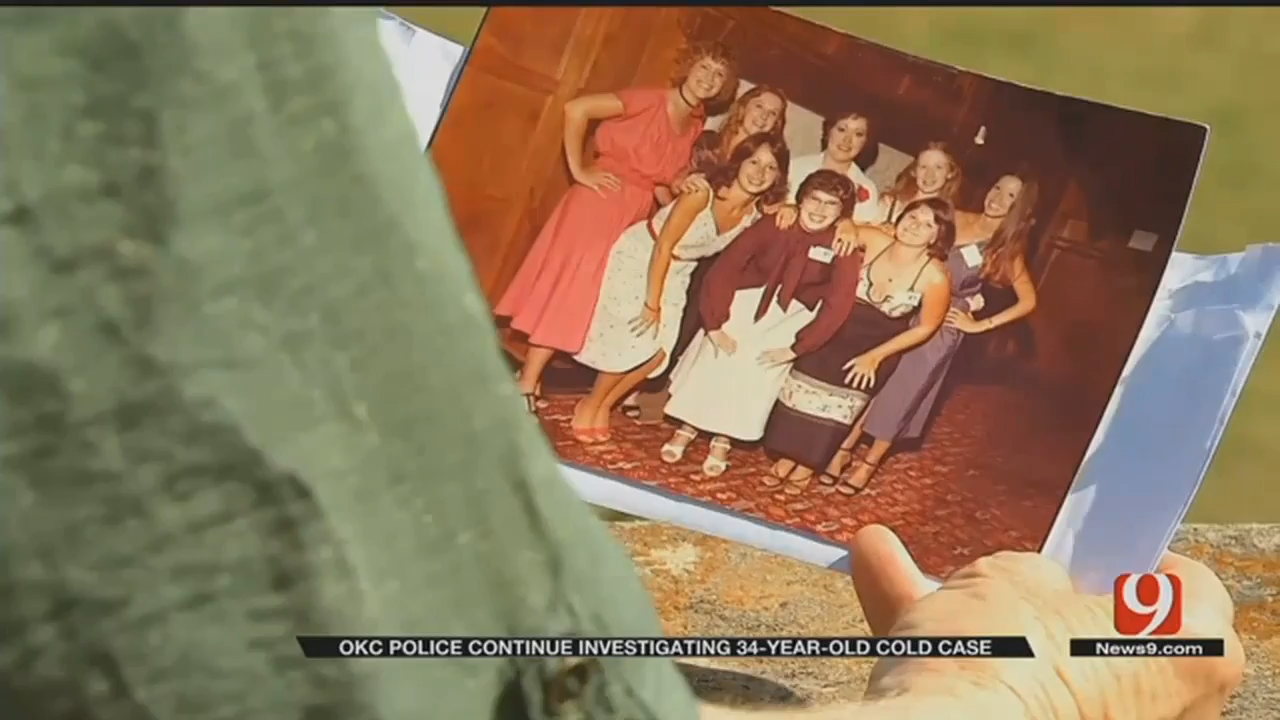 OKC POLICE CONTINUE INVESTIGATING 34-YEAR-OLD COLD CASE
9
News9.com